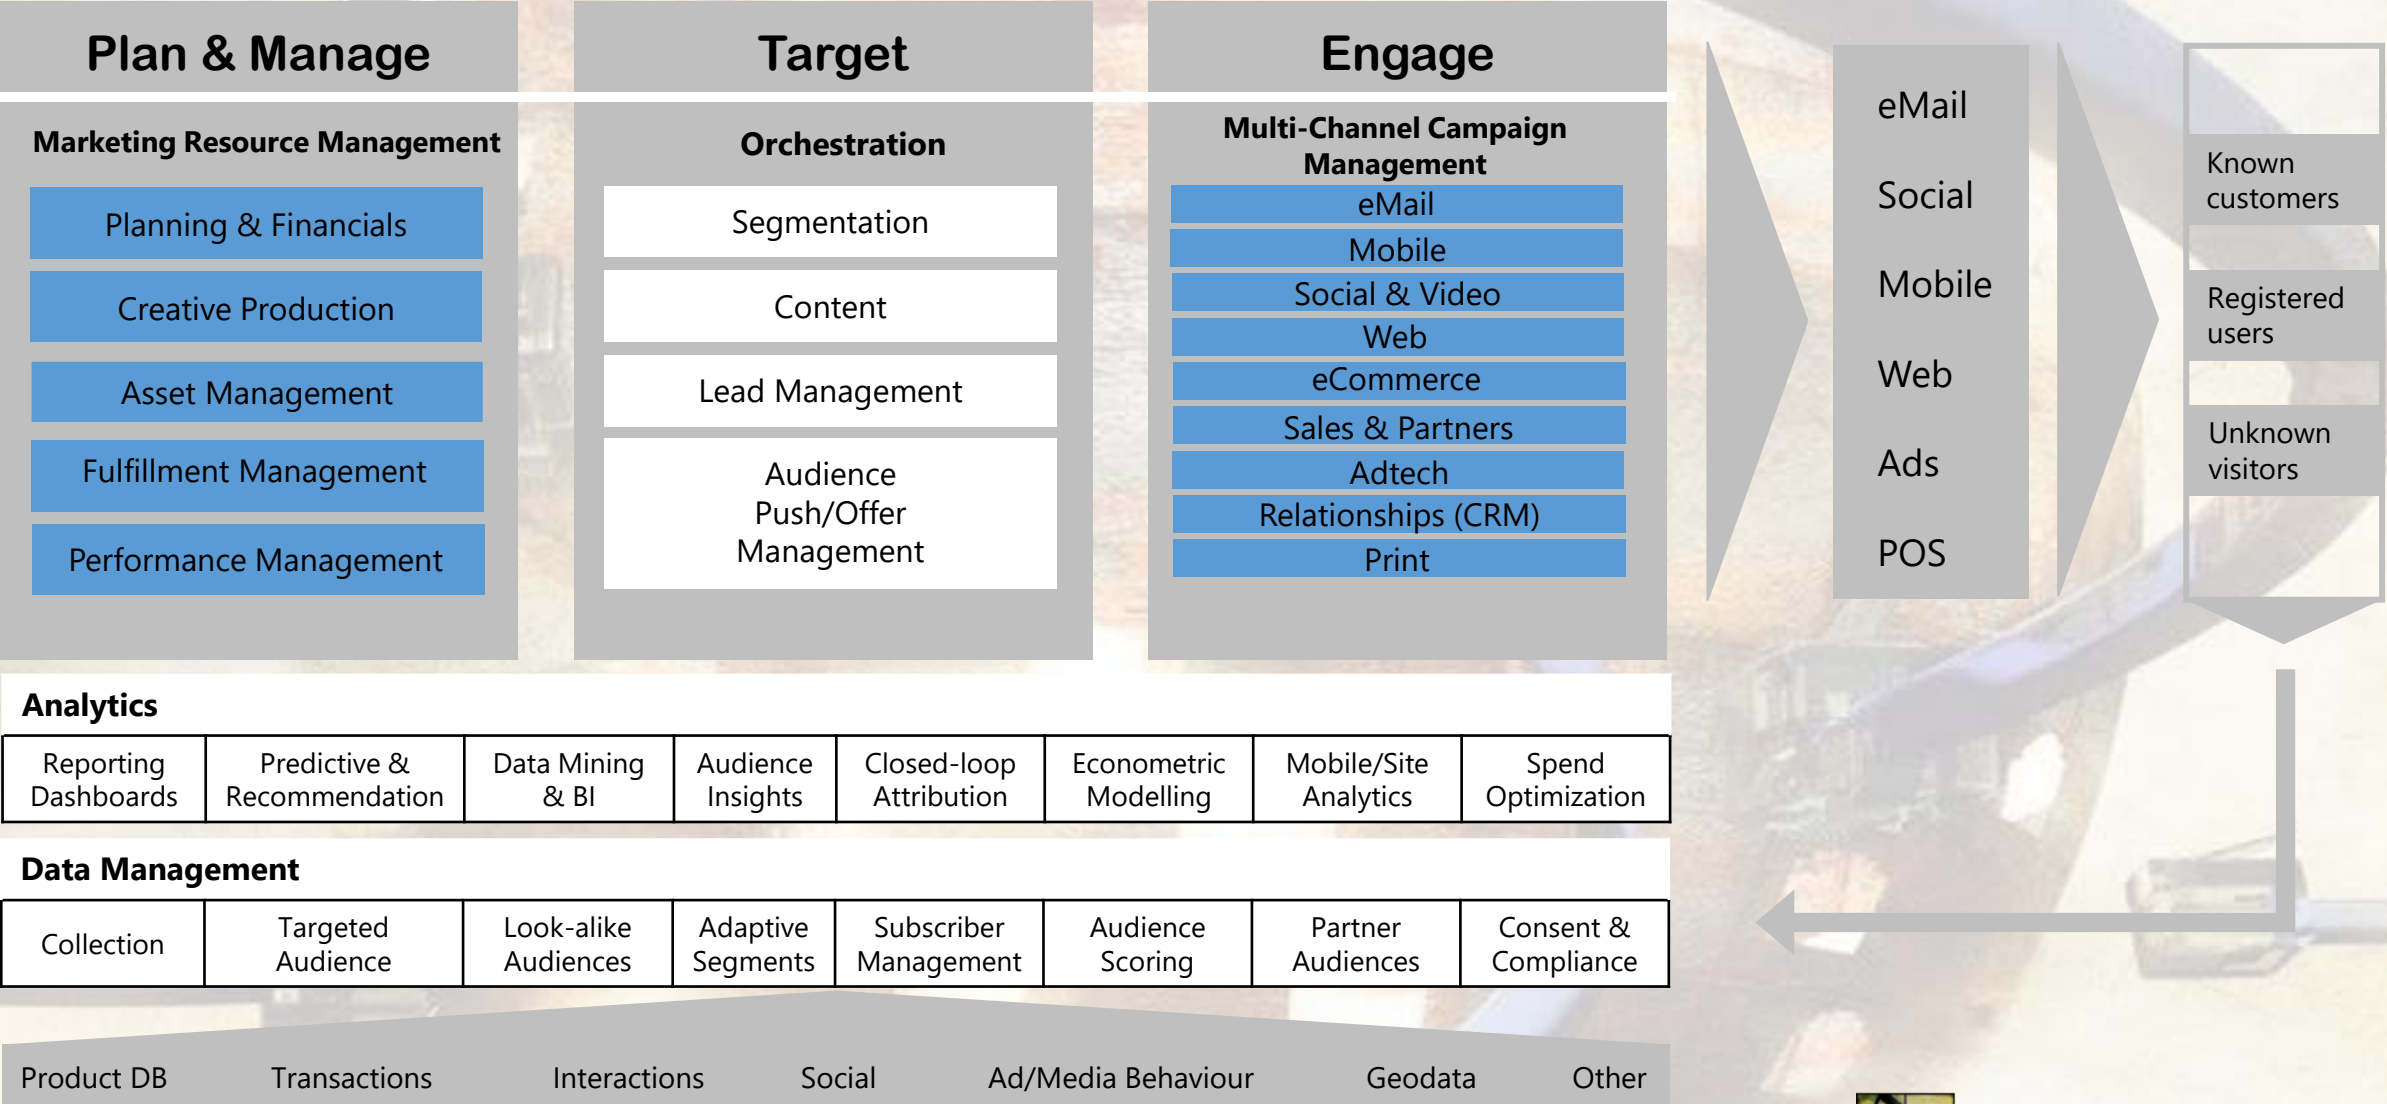 Plan & Manage
Target
Engage
Marketing Resource Management
Planning & Financials
Creative Production
Asset Management
Fulfillment Management
Performance Management
Orchestration
Segmentation
Content
Lead Management
Audience
Push/Offer
Management
Multi-Channel Campaign
Management
eMail
Mobile
Social & Video
Web
eCommerce
Sales & Partners
Adtech
Relationships (CRM)
Print
eMail
Social
Mobile
Web
Ads
POS
Known
customers
Registered
users
Unknown
visitors
Analytics
Reporting
Dashboards
Predictive &
Recommendation
Data Mining
& BI
Audience
Insights
Closed-loop
Attribution
Econometric
Modelling
Mobile/Site
Analytics
Spend
Optimization
Data Management
Collection
Targeted
Audience
Look-alike
Audiences
Adaptive
Segments
Subscriber
Management
Audience
Scoring
Partner
Audiences
Consent &
Compliance
Product DB
Transactions
Interactions
Social
Ad/Media Behaviour
Geodata
Other